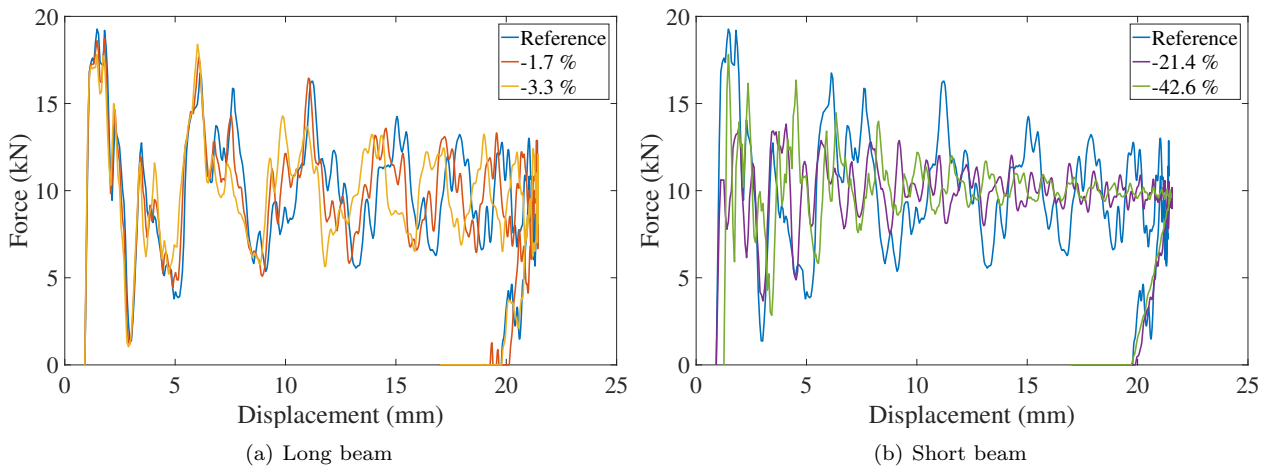 20
15
10
5
0
Force (kN)
0 5 10 15 20 25
Displacement (mm)
Reference
-1.7 %
-3.3 %
(a) Long beam
20
15
10
5
0
Force (kN)
0 5 10 15 20 25
Displacement (mm)
Reference
-21.4 %
-42.6 %
(b) Short beam